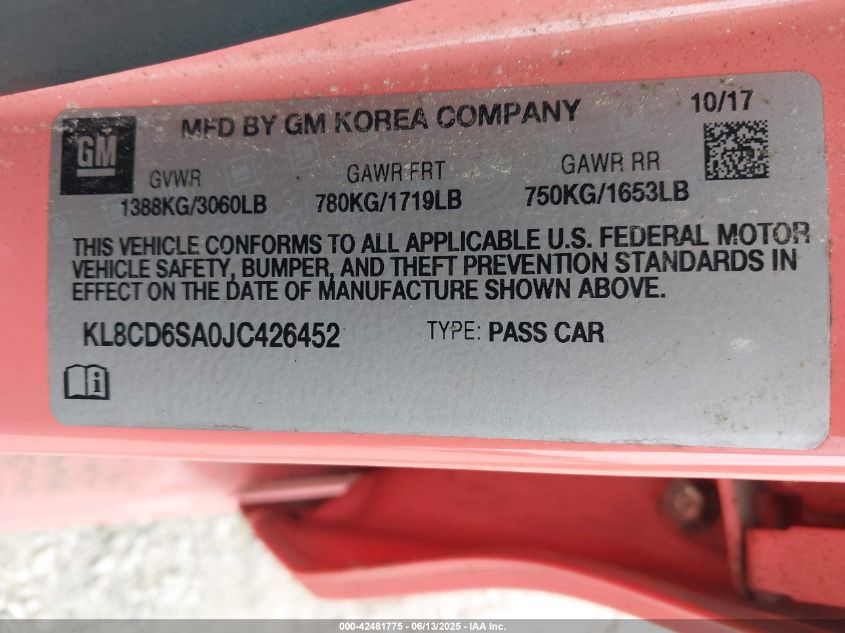 MFD BY GM KOREA COMPANY
10/17
GM
GVWR
1388KG/3060LB
GAWR FRT
780KG/1719LB
GAWR RR
750KG/1653LB
THIS VEHICLE CONFORMS TO ALL APPLICABLE U.S. FEDERAL MOTOR
VEHICLE SAFETY, BUMPER, AND THEFT PREVENTION STANDARDS IN
EFFECT ON THE DATE OF MANUFACTURE SHOWN ABOVE.
KL8CD6SA0JC426452
TYPE: PASS CAR
000-42481775 - 06/13/2025 - IAA Inc.